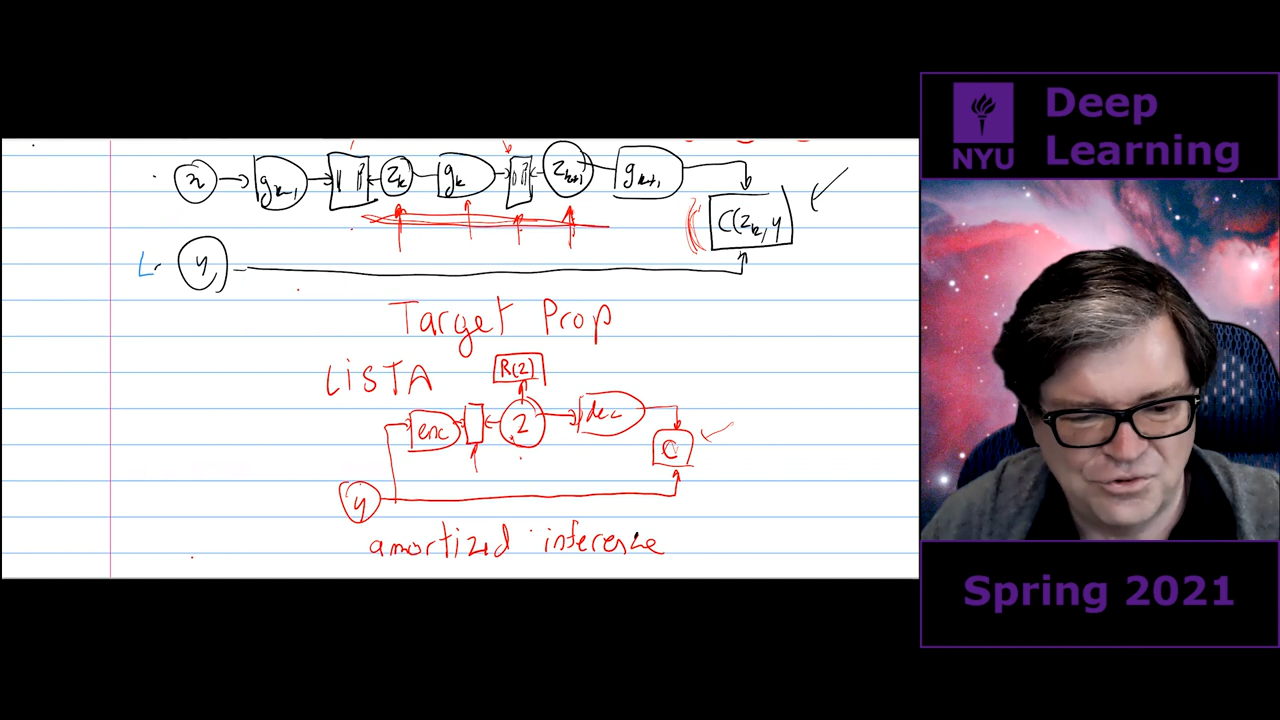 x g_{k-1} || z_k g_k || z_{k+1} g_{k+1}
C(z_k, y
y
Target Prop
LISTA R(z)
enc z dec
C
y
amortized inference
NYU
Deep
Learning
Spring 2021